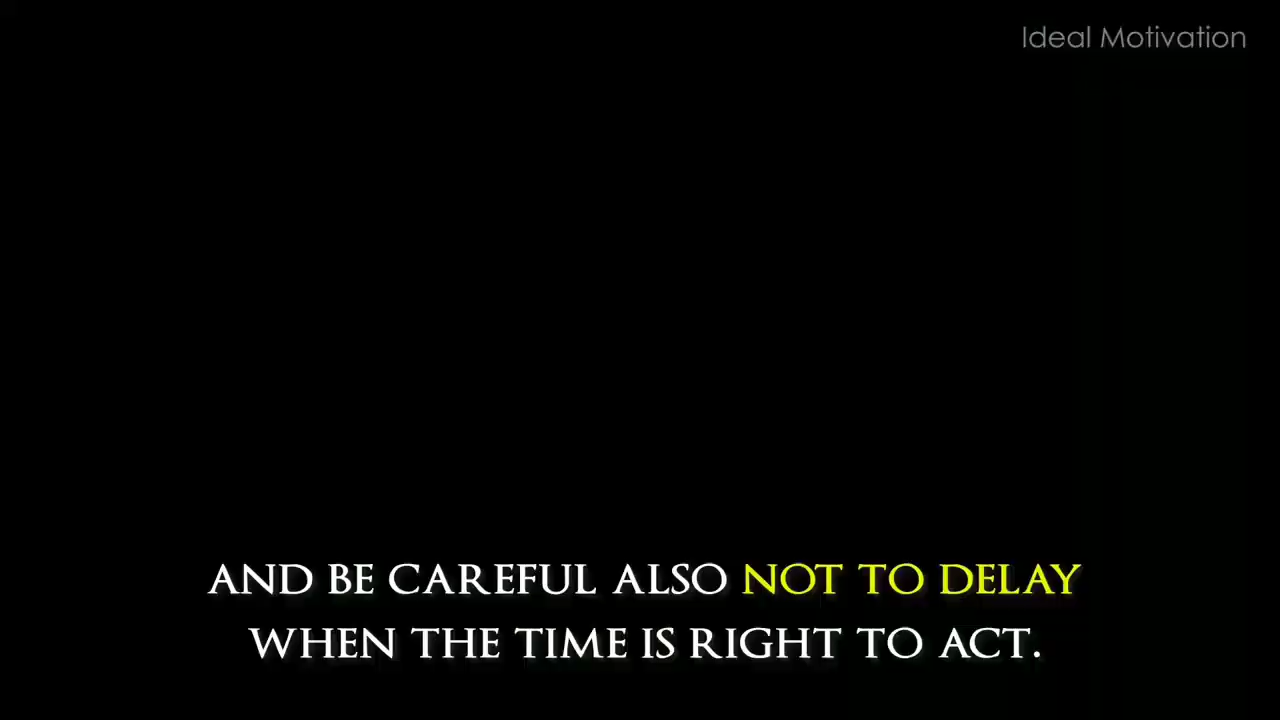 Ideal Motivation
AND BE CAREFUL ALSO NOT TO DELAY
WHEN THE TIME IS RIGHT TO ACT.